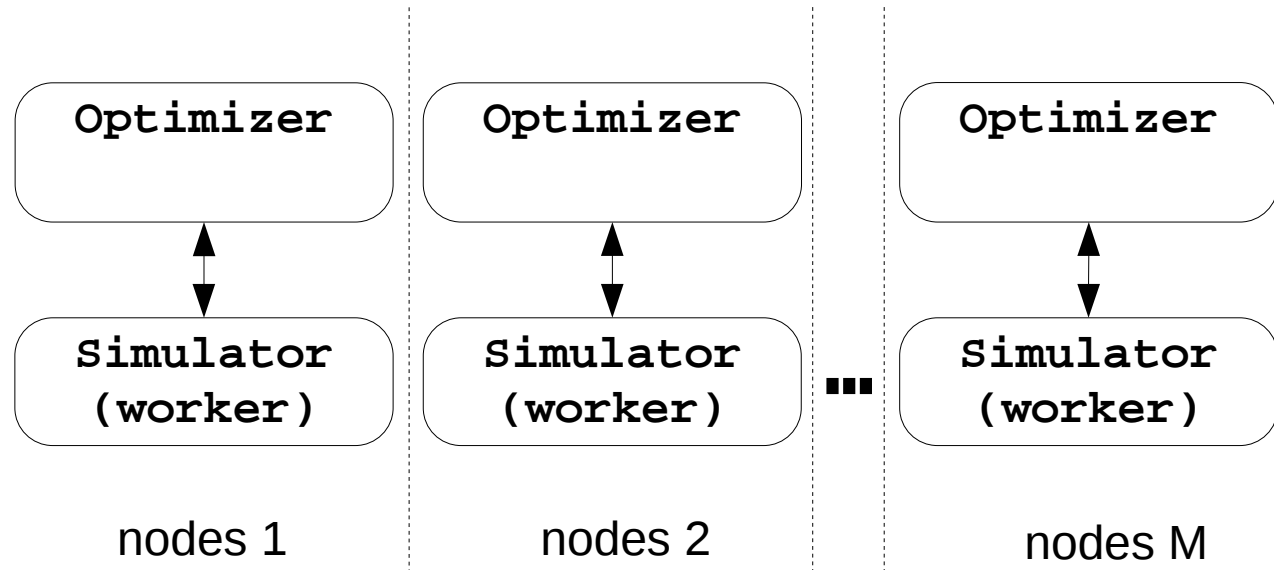 Optimizer
Optimizer
Optimizer
Simulator
(worker)
Simulator
(worker)
...
Simulator
(worker)
nodes 1
nodes 2
nodes M